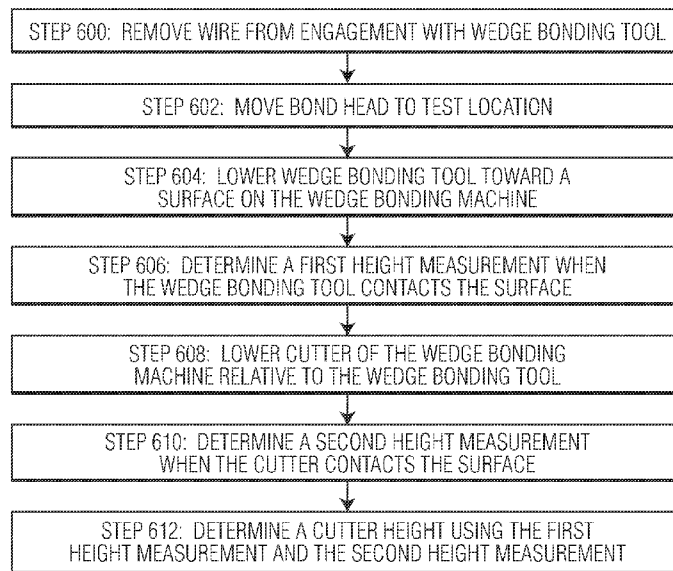 STEP 600: REMOVE WIRE FROM ENGAGEMENT WITH WEDGE BONDING TOOL
STEP 602: MOVE BOND HEAD TO TEST LOCATION
STEP 604: LOWER WEDGE BONDING TOOL TOWARD A
SURFACE ON THE WEDGE BONDING MACHINE
STEP 606: DETERMINE A FIRST HEIGHT MEASUREMENT WHEN
THE WEDGE BONDING TOOL CONTACTS THE SURFACE
STEP 608: LOWER CUTTER OF THE WEDGE BONDING
MACHINE RELATIVE TO THE WEDGE BONDING TOOL
STEP 610: DETERMINE A SECOND HEIGHT MEASUREMENT
WHEN THE CUTTER CONTACTS THE SURFACE
STEP 612: DETERMINE A CUTTER HEIGHT USING THE FIRST
HEIGHT MEASUREMENT AND THE SECOND HEIGHT MEASUREMENT